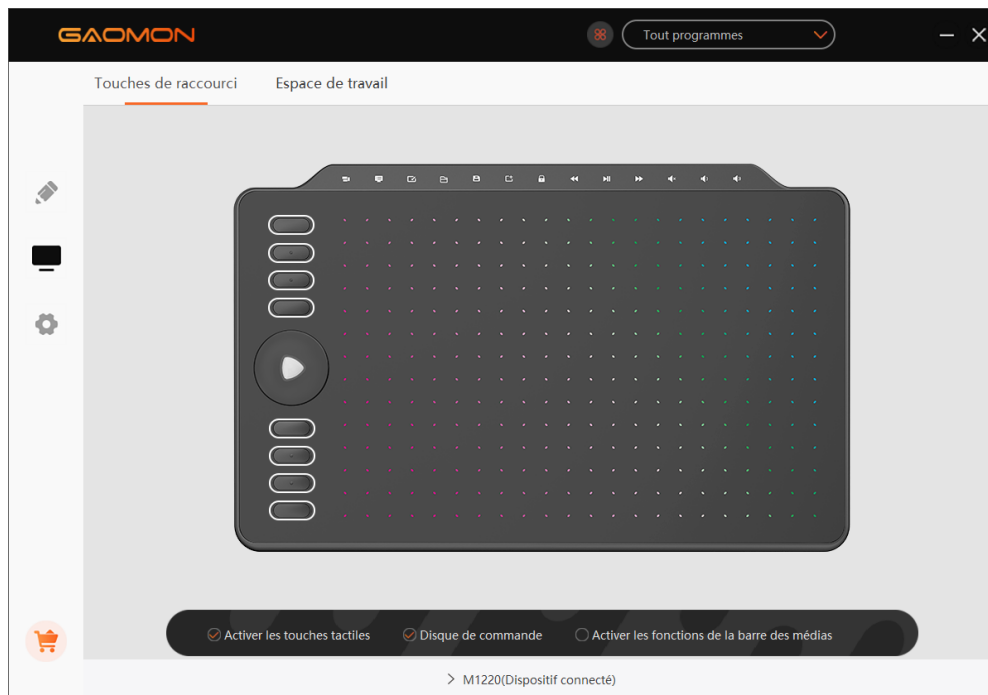 GAOMON
Tout programmes
Touches de raccourci
Espace de travail
Activer les touches tactiles
Disque de commande
Activer les fonctions de la barre des médias
M1220(Dispositif connecté)